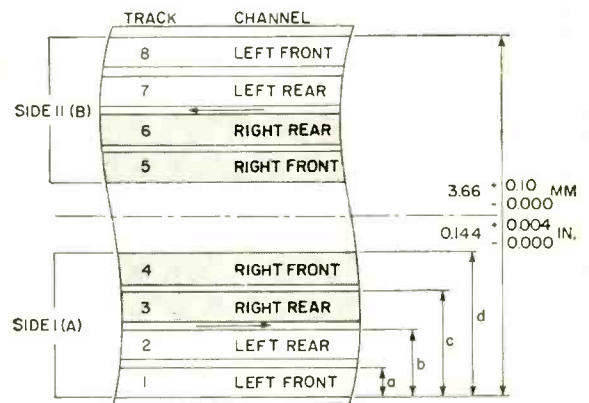 TRACK CHANNEL
8 LEFT FRONT
7 LEFT REAR
SIDE II (B)
6 RIGHT REAR
5 RIGHT FRONT
3.66 + 0.10 - 0.000 MM
0.144 + 0.004 - 0.000 IN.
4 RIGHT FRONT
3 RIGHT REAR
SIDE I (A)
2 LEFT REAR
1 LEFT FRONT
a
b
c
d